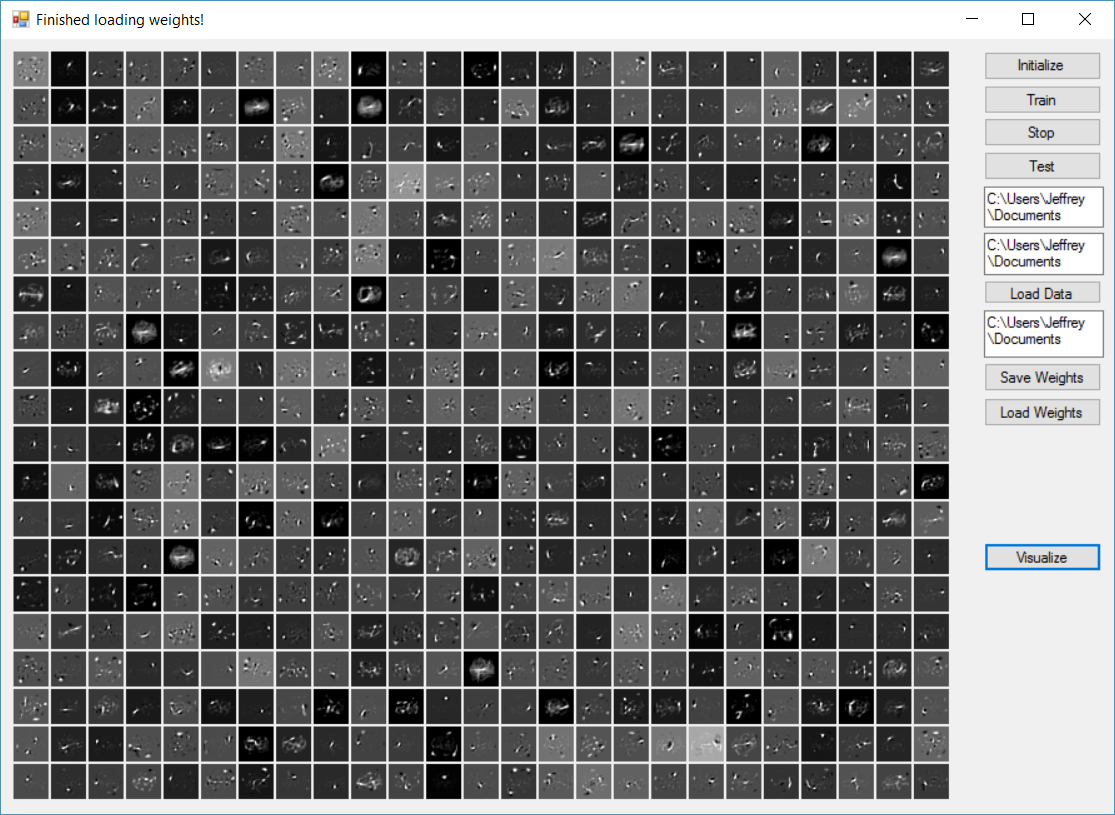 Finished loading weights!
Initialize
Train
Stop
Test
C:\Users\Jeffrey
\Documents
C:\Users\Jeffrey
\Documents
Load Data
C:\Users\Jeffrey
\Documents
Save Weights
Load Weights
Visualize